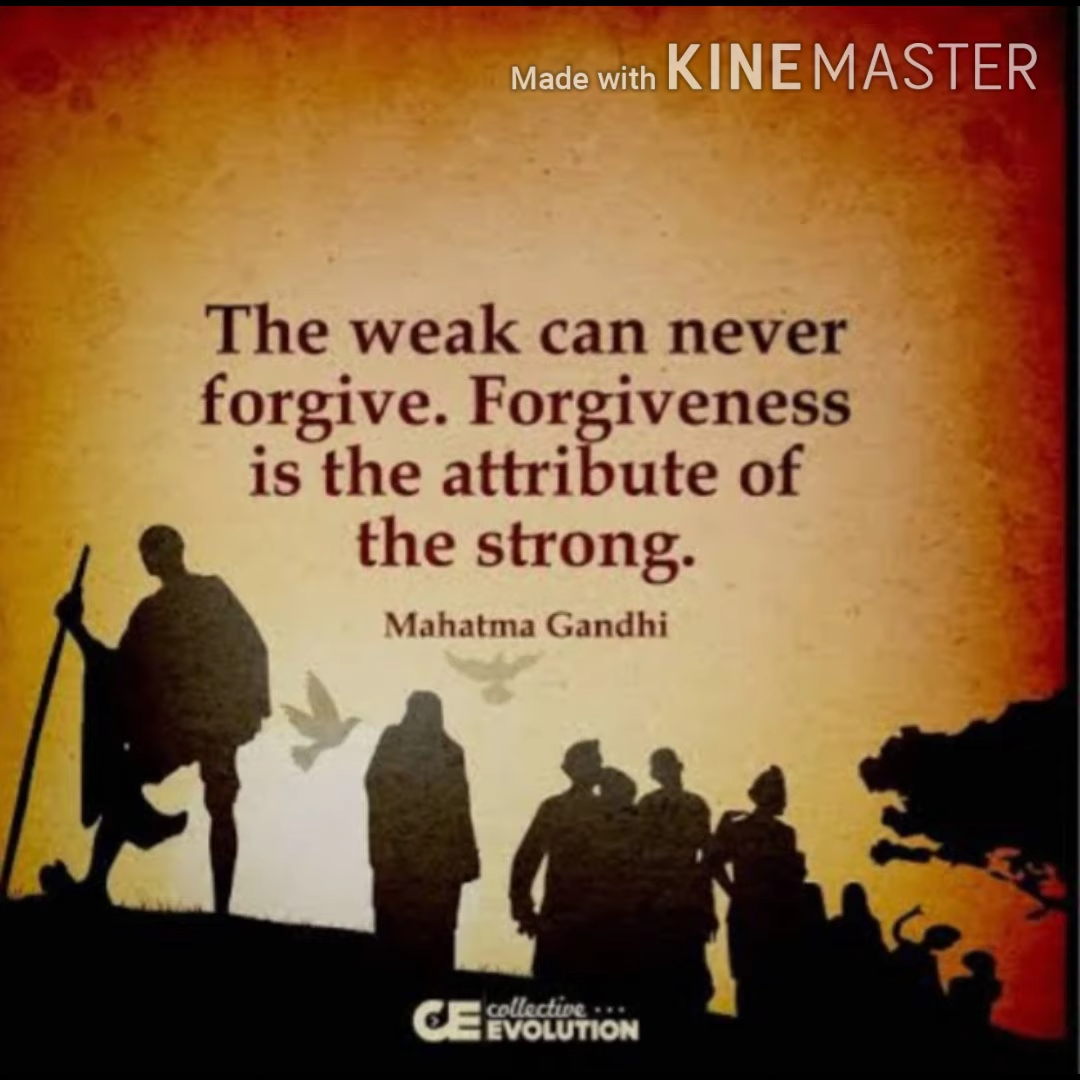 Made with KINEMASTER
The weak can never
forgive. Forgiveness
is the attribute of
the strong.
Mahatma Gandhi
CE collective
EVOLUTION